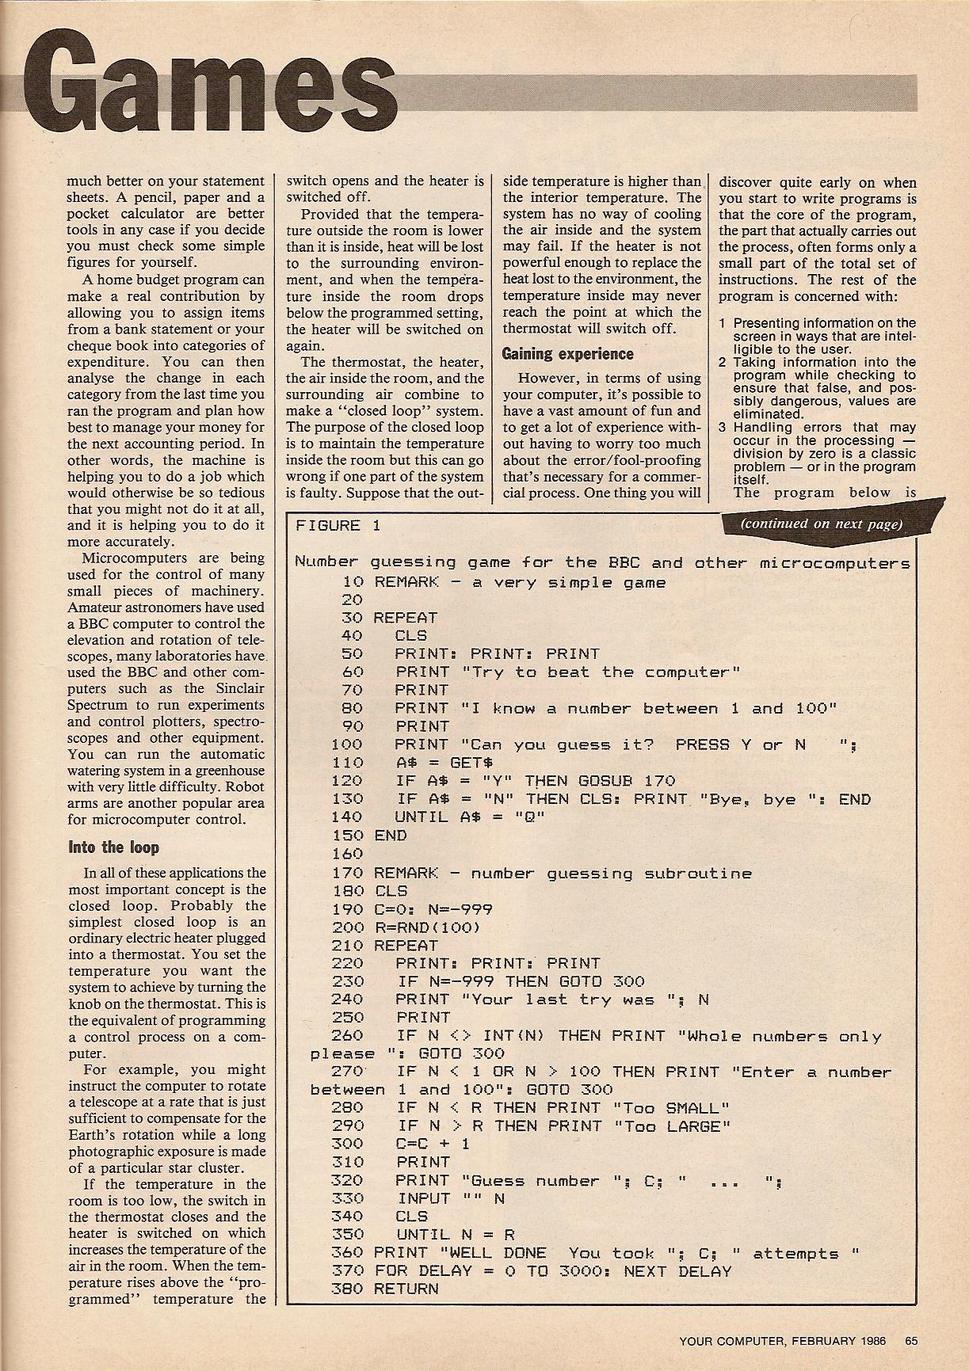 Games
much better on your statement
sheets. A pencil, paper and a
pocket calculator are better
tools in any case if you decide
you must check some simple
figures for yourself.
A home budget program can
make a real contribution by
allowing you to assign items
from a bank statement or your
cheque book into categories of
expenditure. You can then
analyse the change in each
category from the last time you
ran the program and plan how
best to manage your money for
the next accounting period. In
other words, the machine is
helping you to do a job which
would otherwise be so tedious
that you might not do it at all,
and it is helping you to do it
more accurately.
Microcomputers are being
used for the control of many
small pieces of machinery.
Amateur astronomers have used
a BBC computer to control the
elevation and rotation of tele-
scopes, many laboratories have
used the BBC and other com-
puters such as the Sinclair
Spectrum to run experiments
and control plotters, spectro-
scopes and other equipment.
You can run the automatic
watering system in a greenhouse
with very little difficulty. Robot
arms are another popular area
for microcomputer control.
Into the loop
In all of these applications the
most important concept is the
closed loop. Probably the
simplest closed loop is an
ordinary electric heater plugged
into a thermostat. You set the
temperature you want the
system to achieve by turning the
knob on the thermostat. This is
the equivalent of programming
a control process on a com-
puter.
For example, you might
instruct the computer to rotate
a telescope at a rate that is just
sufficient to compensate for the
Earth's rotation while a long
photographic exposure is made
of a particular star cluster.
If the temperature in the
room is too low, the switch in
the thermostat closes and the
heater is switched on which
increases the temperature of the
air in the room. When the tem-
perature rises above the "pro-
grammed" temperature the
switch opens and the heater is
switched off.
Provided that the tempera-
ture outside the room is lower
than it is inside, heat will be lost
to the surrounding environ-
ment, and when the tempera-
ture inside the room drops
below the programmed setting,
the heater will be switched on
again.
The thermostat, the heater,
the air inside the room, and the
surrounding air combine to
make a "closed loop" system.
The purpose of the closed loop
is to maintain the temperature
inside the room but this can go
wrong if one part of the system
is faulty. Suppose that the out-
side temperature is higher than
the interior temperature. The
system has no way of cooling
the air inside and the system
may fail. If the heater is not
powerful enough to replace the
heat lost to the environment, the
temperature inside may never
reach the point at which the
thermostat will switch off.
Gaining experience
However, in terms of using
your computer, it's possible to
have a vast amount of fun and
to get a lot of experience with-
out having to worry too much
about the error/fool-proofing
that's necessary for a commer-
cial process. One thing you will
discover quite early on when
you start to write programs is
that the core of the program,
the part that actually carries out
the process, often forms only a
small part of the total set of
instructions. The rest of the
program is concerned with:
1 Presenting information on the
screen in ways that are intel-
ligible to the user.
2 Taking information into the
program while checking to
ensure that false, and pos-
sibly dangerous, values are
eliminated.
3 Handling errors that may
occur in the processing —
division by zero is a classic
problem — or in the program
itself.
The program below is
(continued on next page)
FIGURE 1
Number guessing game for the BBC and other microcomputers
10 REMARK - a very simple game
20
30 REPEAT
40 CLS
50 PRINT: PRINT: PRINT
60 PRINT "Try to beat the computer"
70 PRINT
80 PRINT "I know a number between 1 and 100"
90 PRINT
100 PRINT "Can you guess it?  PRESS Y or N   ";
110 A$ = GET$
120 IF A$ = "Y" THEN GOSUB 170
130 IF A$ = "N" THEN CLS: PRINT "Bye, bye ": END
140 UNTIL A$ = "Q"
150 END
160
170 REMARK - number guessing subroutine
180 CLS
190 C=0: N=-999
200 R=RND(100)
210 REPEAT
220 PRINT: PRINT: PRINT
230 IF N=-999 THEN GOTO 300
240 PRINT "Your last try was "; N
250 PRINT
260 IF N <> INT(N) THEN PRINT "Whole numbers only
please ": GOTO 300
270 IF N < 1 OR N > 100 THEN PRINT "Enter a number
between 1 and 100": GOTO 300
280 IF N < R THEN PRINT "Too SMALL"
290 IF N > R THEN PRINT "Too LARGE"
300 C=C + 1
310 PRINT
320 PRINT "Guess number "; C; "  ...  ";
330 INPUT "" N
340 CLS
350 UNTIL N = R
360 PRINT "WELL DONE  You took "; C; " attempts "
370 FOR DELAY = 0 TO 3000: NEXT DELAY
380 RETURN
YOUR COMPUTER, FEBRUARY 1986 65